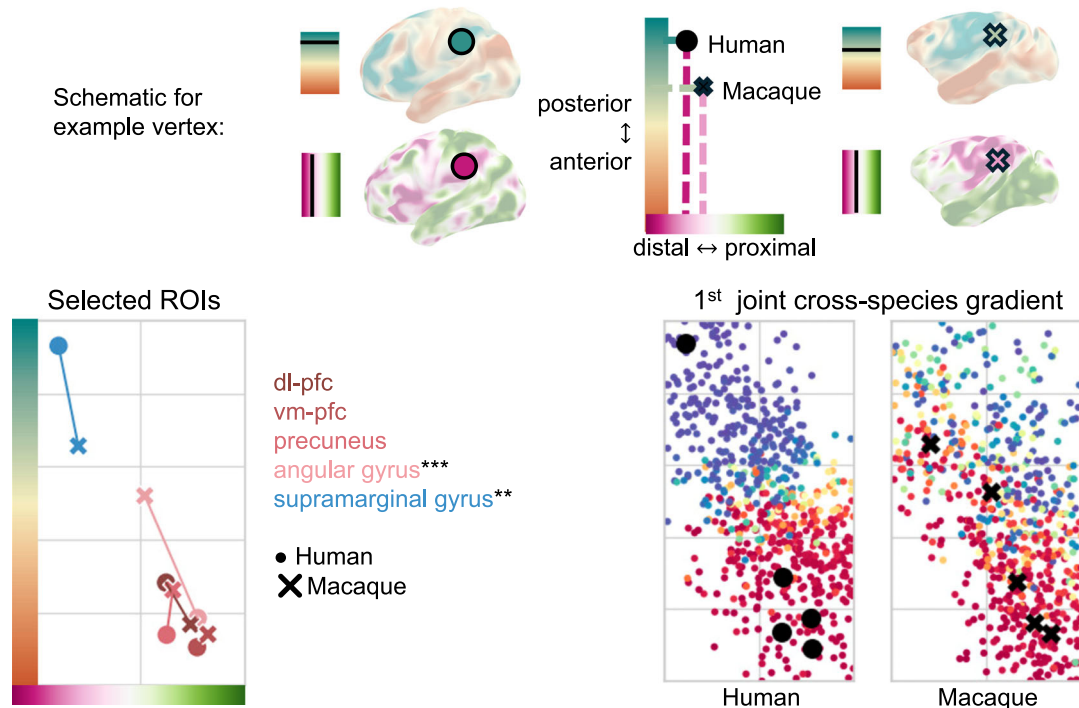 Schematic for
example vertex:
Human
Macaque
posterior
↕
anterior
distal ↔ proximal
Selected ROIs
dl-pfc
vm-pfc
precuneus
angular gyrus***
supramarginal gyrus**
Human
Macaque
1st joint cross-species gradient
Human
Macaque